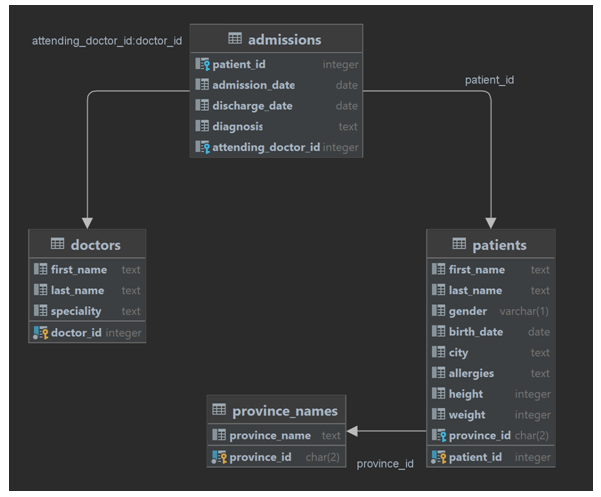 attending_doctor_id:doctor_id
admissions
patient_id integer
admission_date date
discharge_date date
diagnosis text
attending_doctor_id integer
patient_id
doctors
first_name text
last_name text
speciality text
doctor_id integer
patients
first_name text
last_name text
gender varchar(1)
birth_date date
city text
allergies text
height integer
weight integer
province_id char(2)
patient_id integer
province_names
province_name text
province_id char(2)
province_id